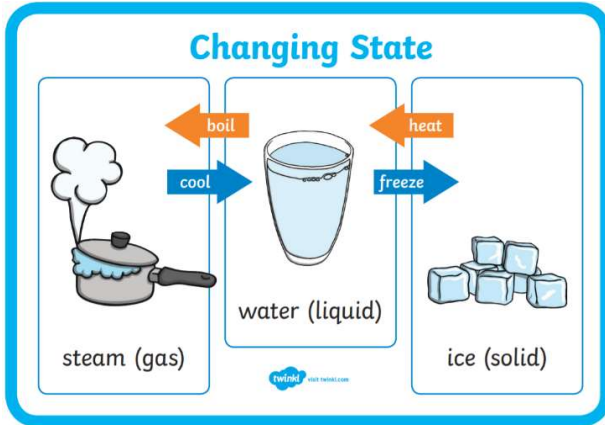 Changing State
boil
heat
cool
freeze
steam (gas)
water (liquid)
ice (solid)
twinkl visit twinkl.com